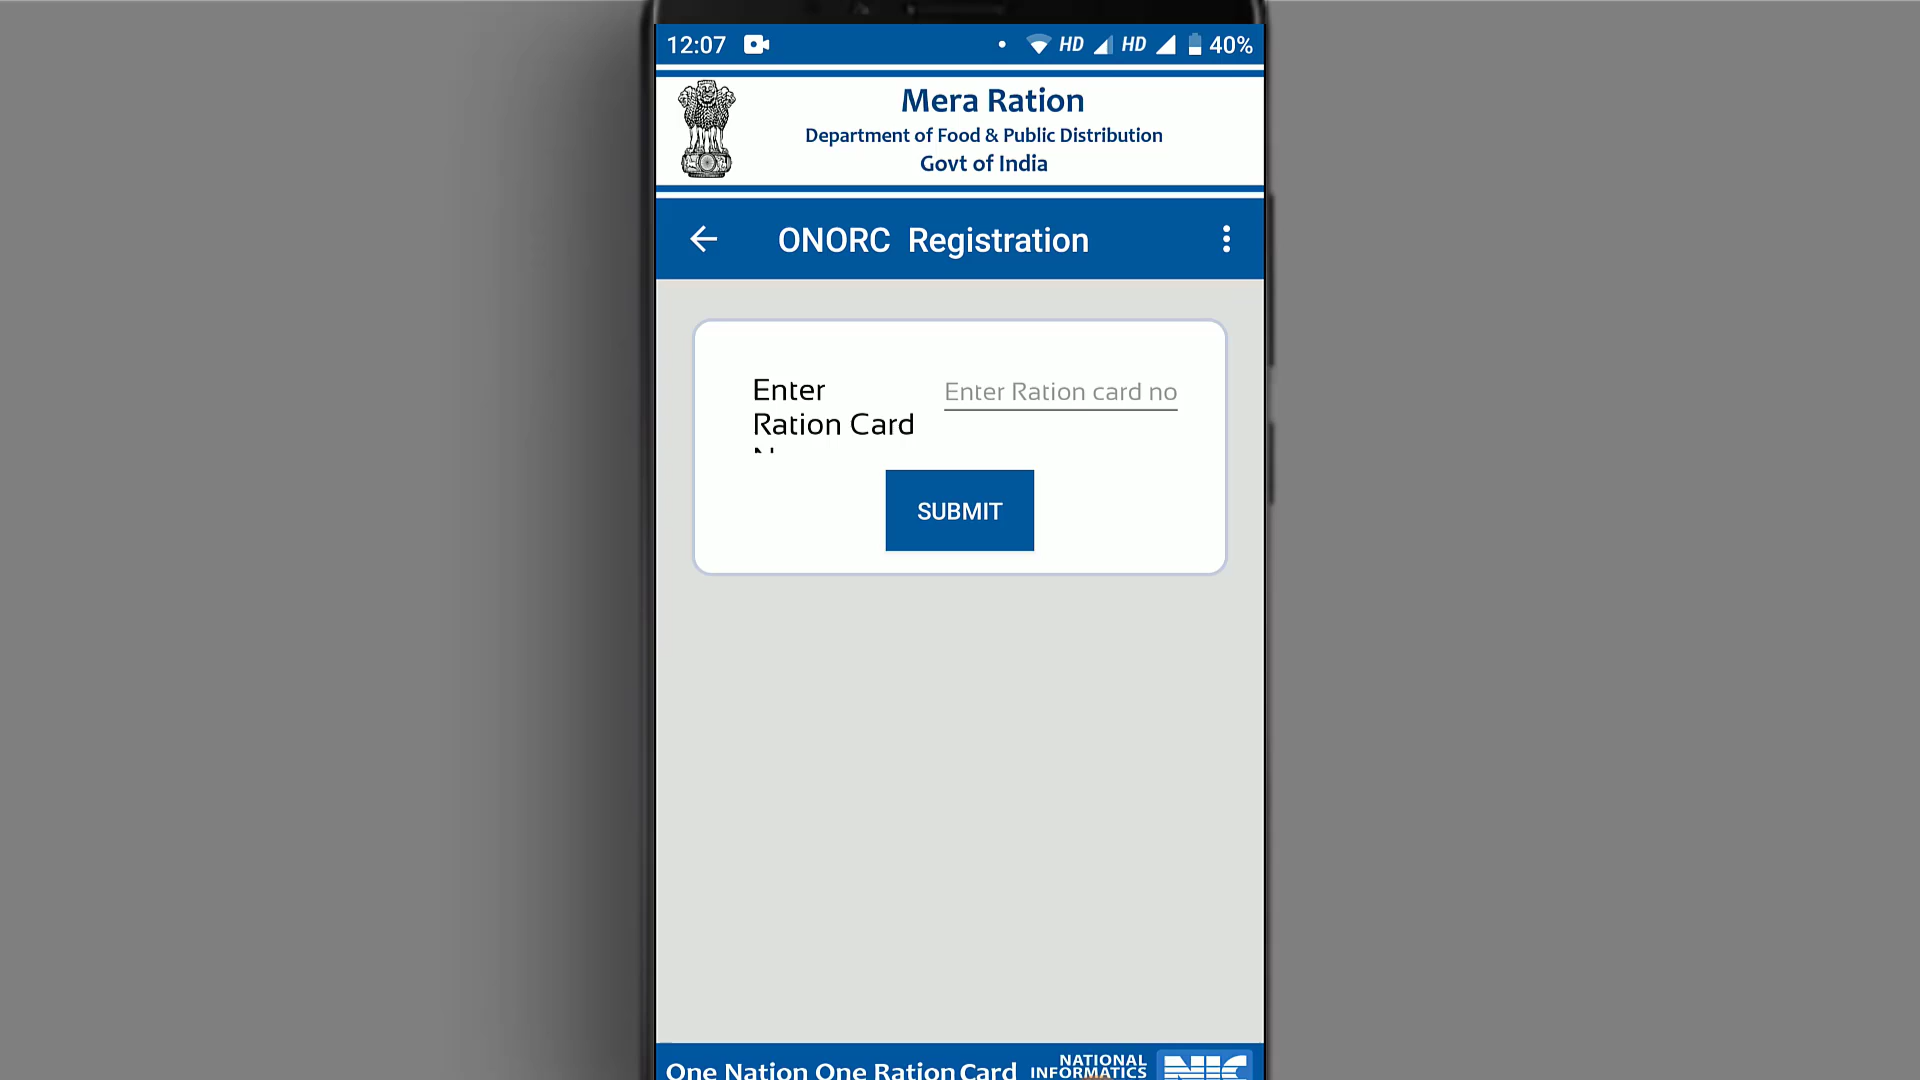 12:07 HD HD 40%
Mera Ration
Department of Food & Public Distribution
Govt of India
ONORC Registration
Enter Enter Ration card no
Ration Card
SUBMIT
One Nation One Ration Card NATIONAL
INFORMATICS
NIC